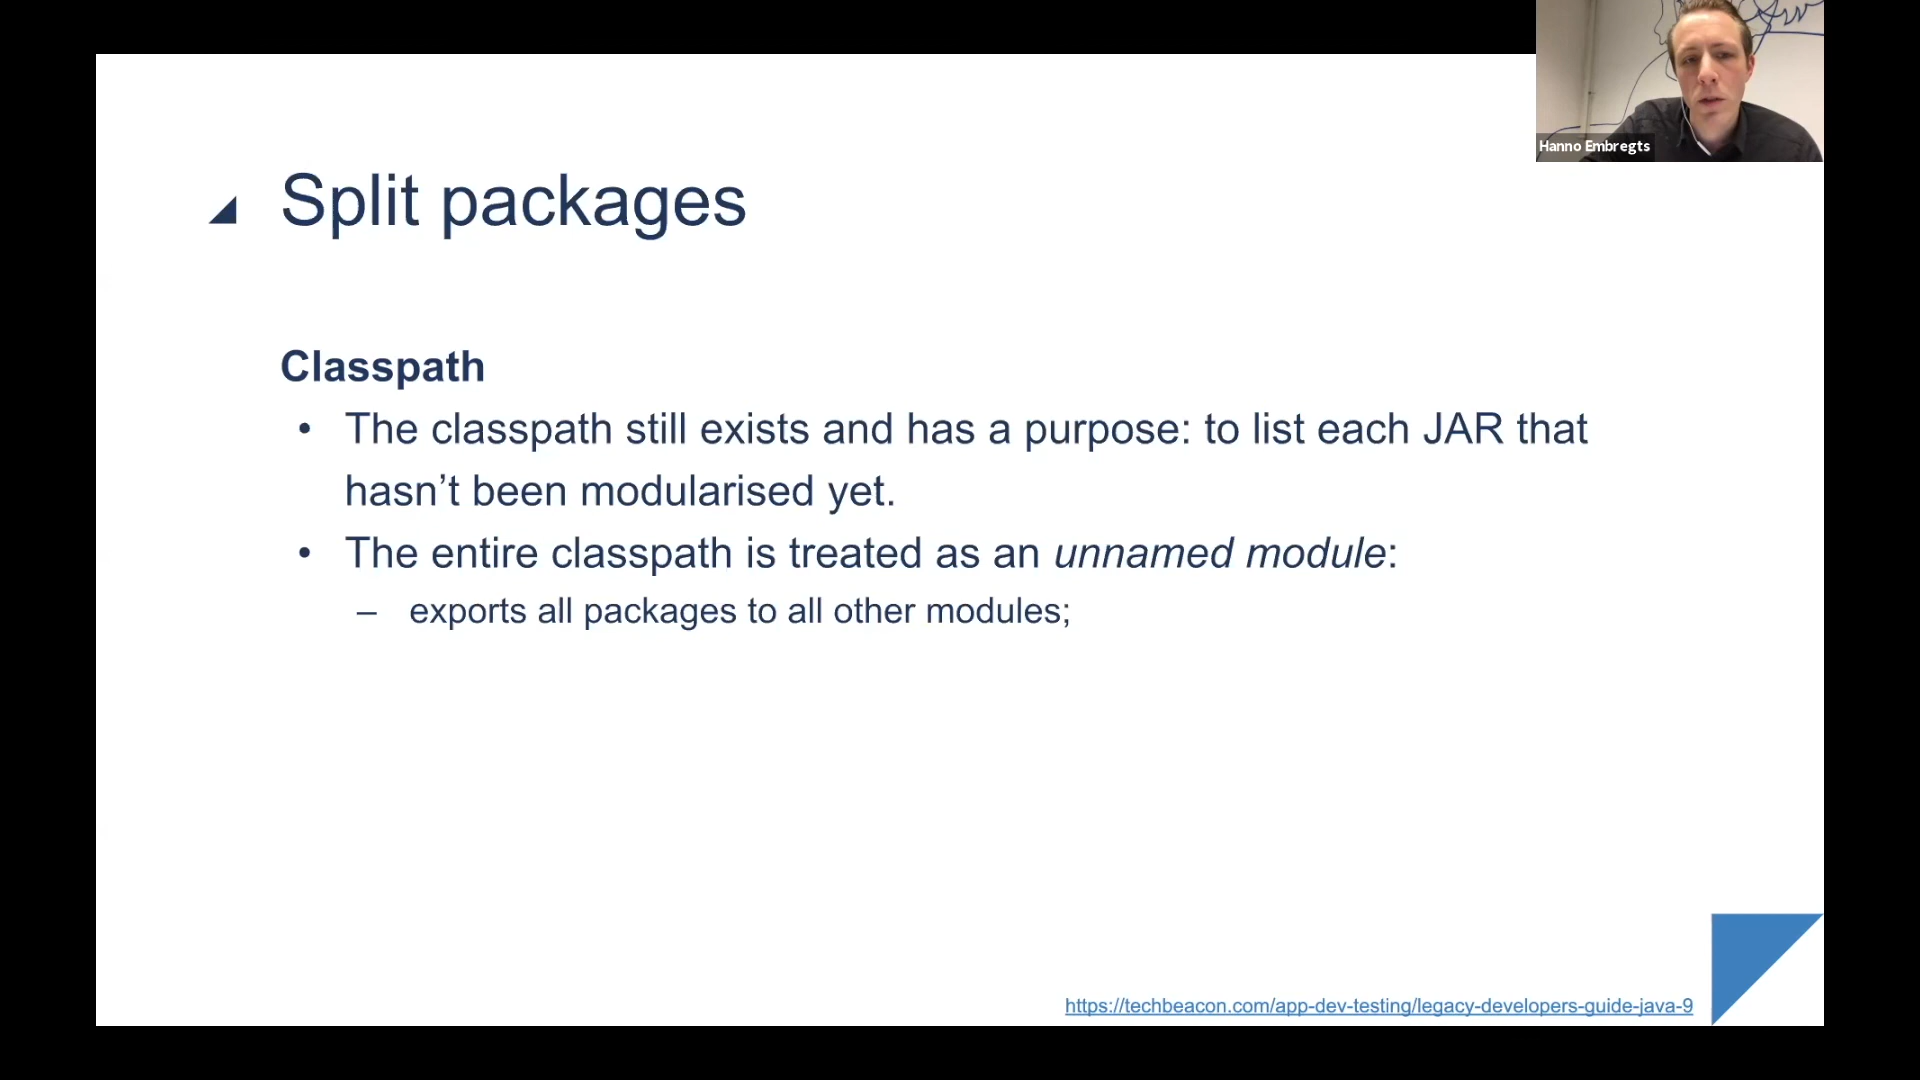 Hanno Embregts
Split packages
Classpath
• The classpath still exists and has a purpose: to list each JAR that
hasn’t been modularised yet.
• The entire classpath is treated as an unnamed module:
– exports all packages to all other modules;
https://techbeacon.com/app-dev-testing/legacy-developers-guide-java-9